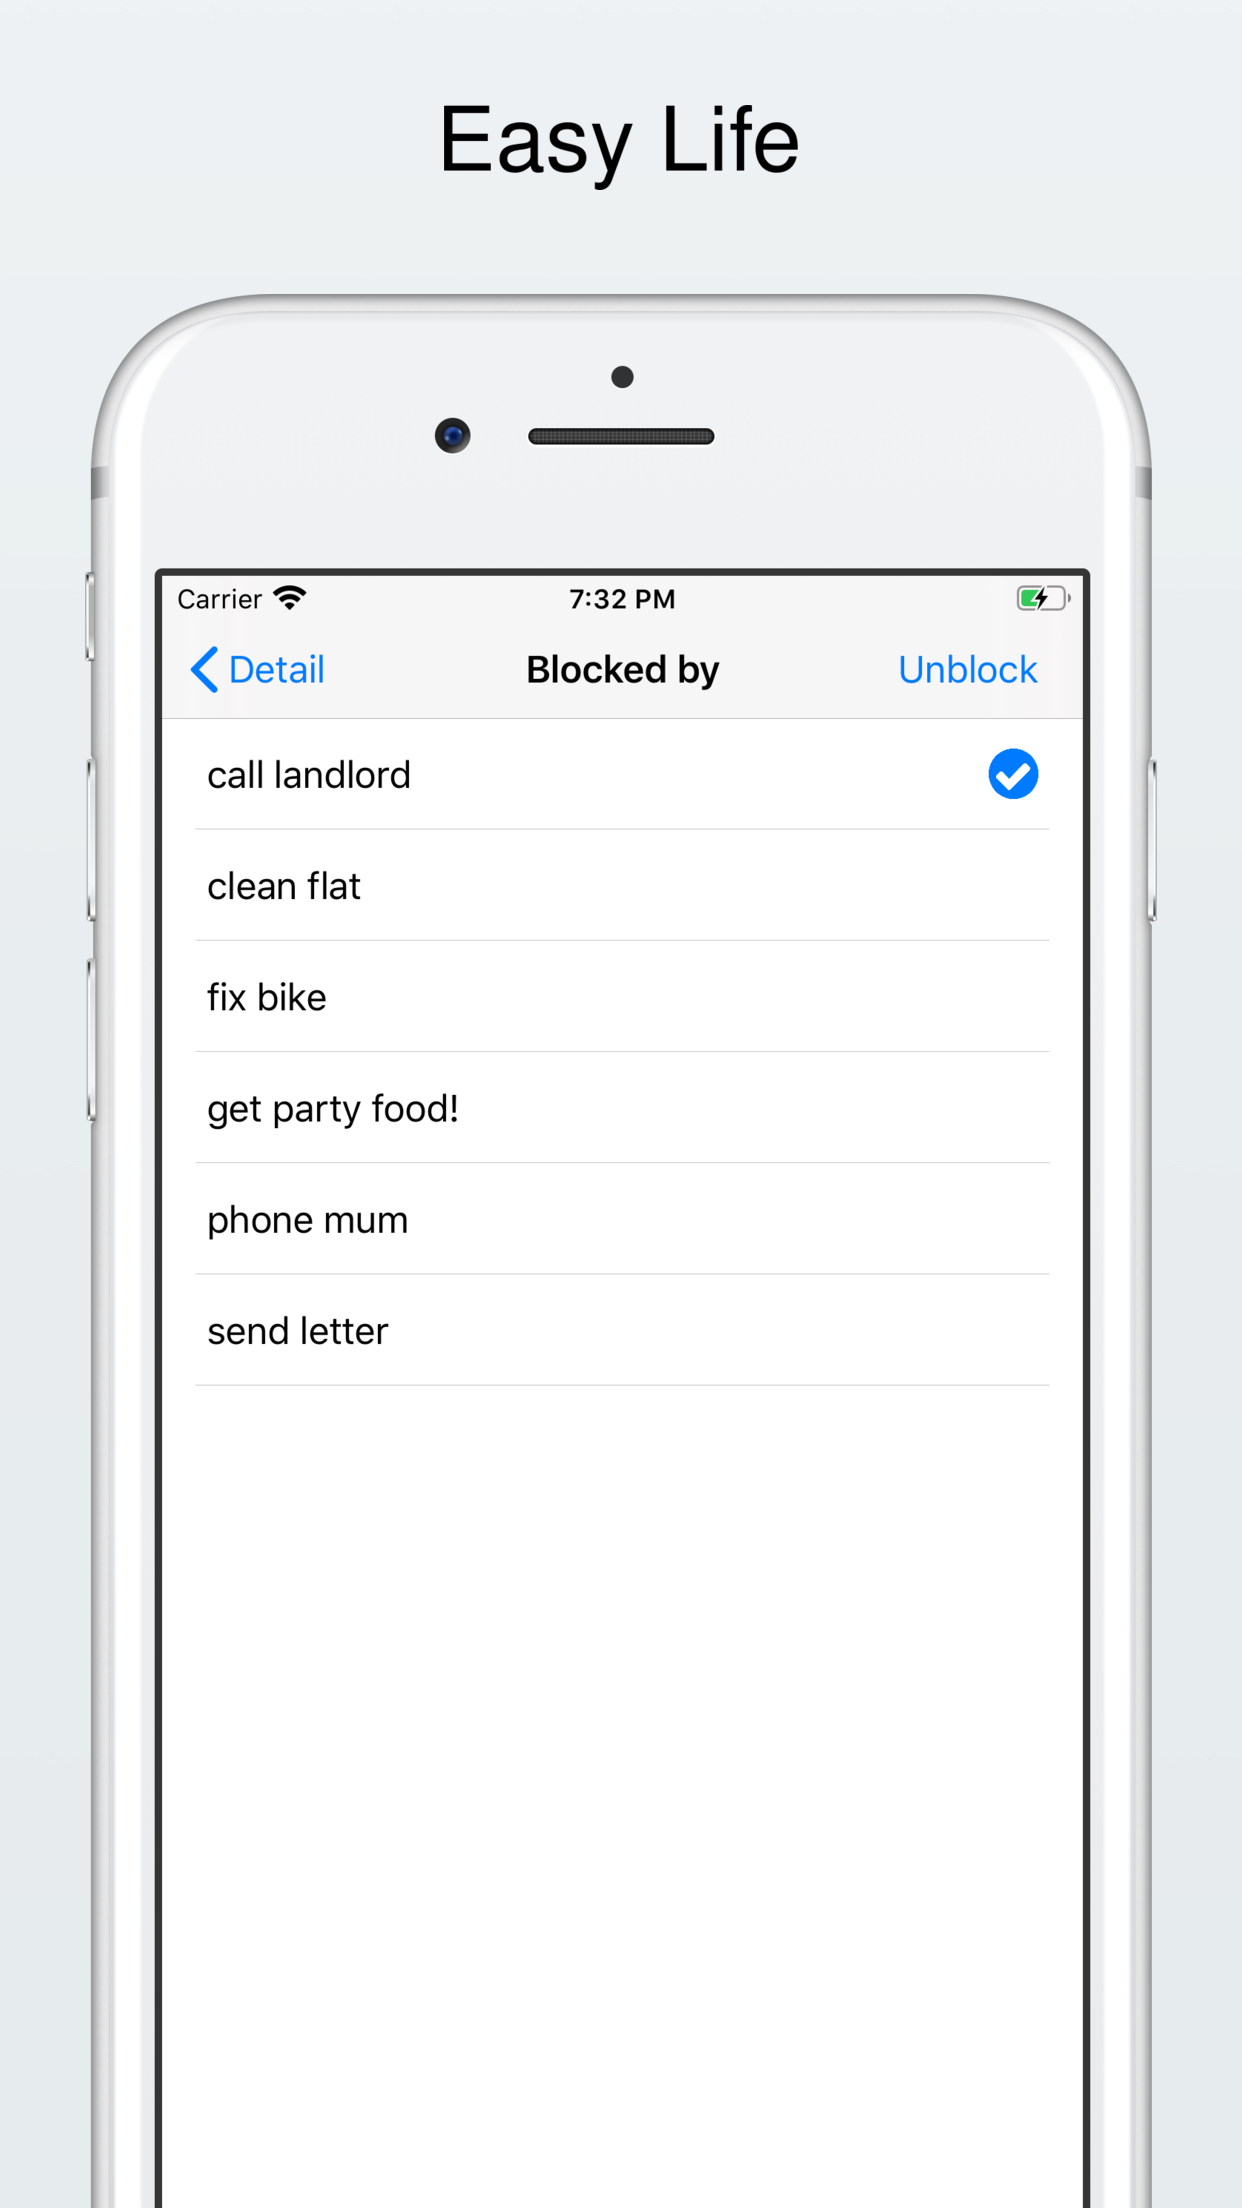 Easy Life
Carrier 7:32 PM
Detail Blocked by Unblock
call landlord
clean flat
fix bike
get party food!
phone mum
send letter